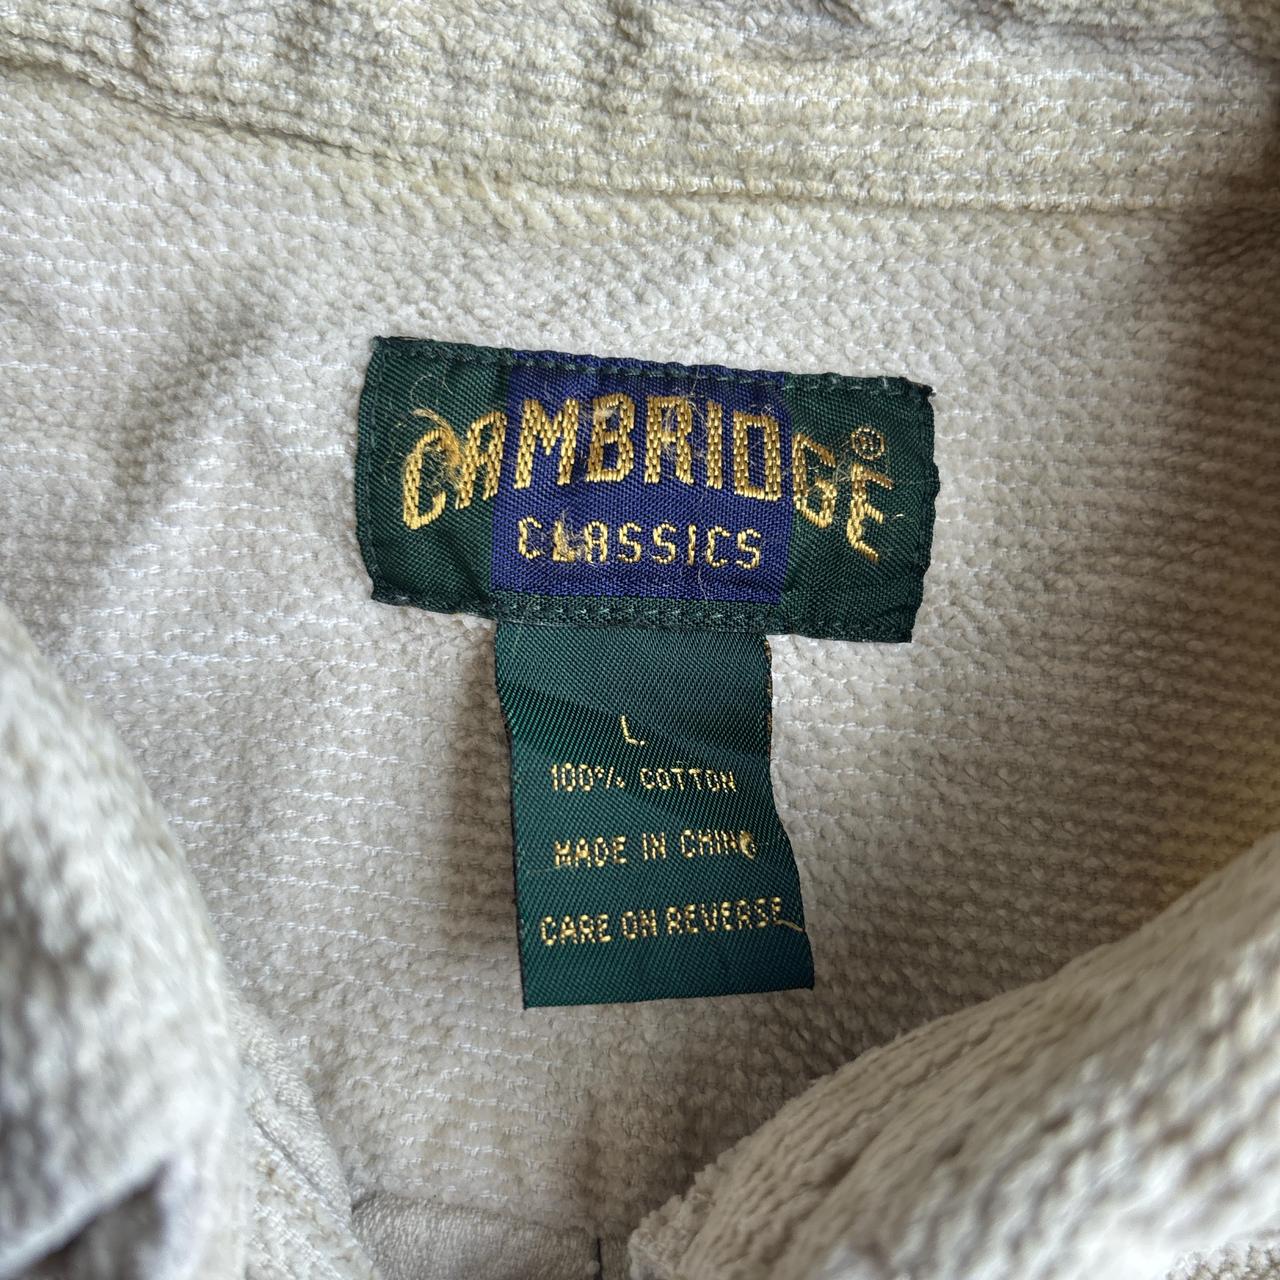 CAMBRIDGE®
CLASSICS
L
100% COTTON
MADE IN CHINA
CARE ON REVERSE